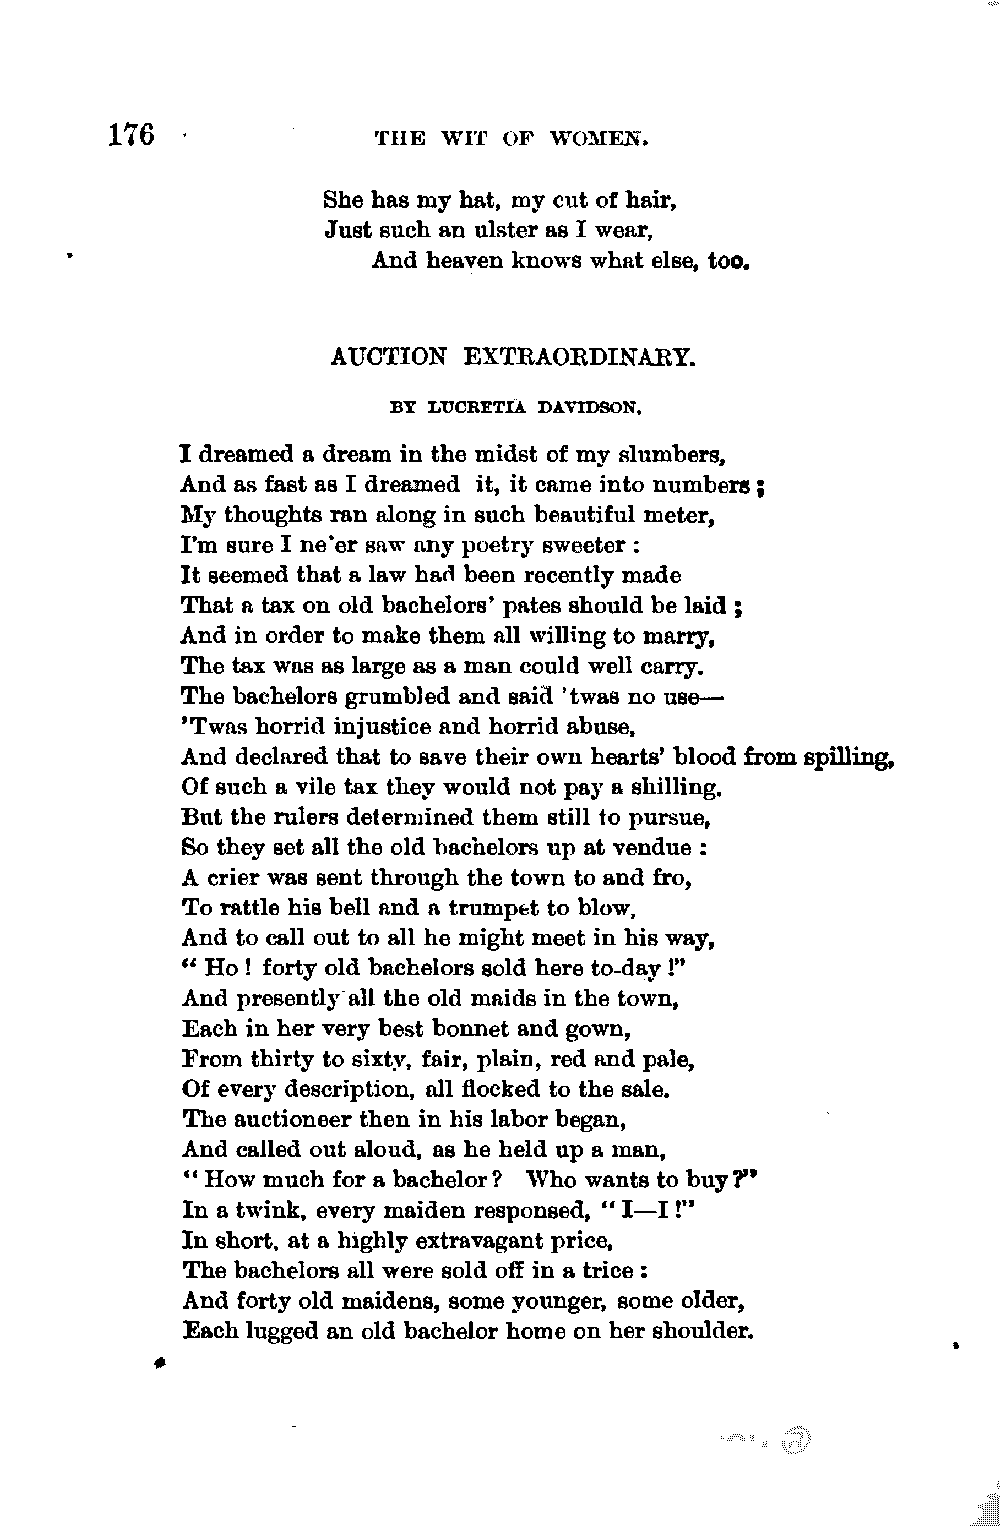 176 THE WIT OF WOMEN.
She has my hat, my cut of hair,
Just such an ulster as I wear,
And heaven knows what else, too.
AUCTION EXTRAORDINARY.
BY LUCRETIA DAVIDSON.
I dreamed a dream in the midst of my slumbers,
And as fast as I dreamed it, it came into numbers;
My thoughts ran along in such beautiful meter,
I'm sure I ne'er saw any poetry sweeter :
It seemed that a law had been recently made
That a tax on old bachelors' pates should be laid ;
And in order to make them all willing to marry,
The tax was as large as a man could well carry.
The bachelors grumbled and said 'twas no use—
'Twas horrid injustice and horrid abuse,
And declared that to save their own hearts' blood from spilling,
Of such a vile tax they would not pay a shilling.
But the rulers determined them still to pursue,
So they set all the old bachelors up at vendue :
A crier was sent through the town to and fro,
To rattle his bell and a trumpet to blow,
And to call out to all he might meet in his way,
" Ho ! forty old bachelors sold here to-day !"
And presently all the old maids in the town,
Each in her very best bonnet and gown,
From thirty to sixty, fair, plain, red and pale,
Of every description, all flocked to the sale.
The auctioneer then in his labor began,
And called out aloud, as he held up a man,
" How much for a bachelor ? Who wants to buy ?"
In a twink, every maiden responsed, " I—I !"
In short, at a highly extravagant price,
The bachelors all were sold off in a trice :
And forty old maidens, some younger, some older,
Each lugged an old bachelor home on her shoulder.